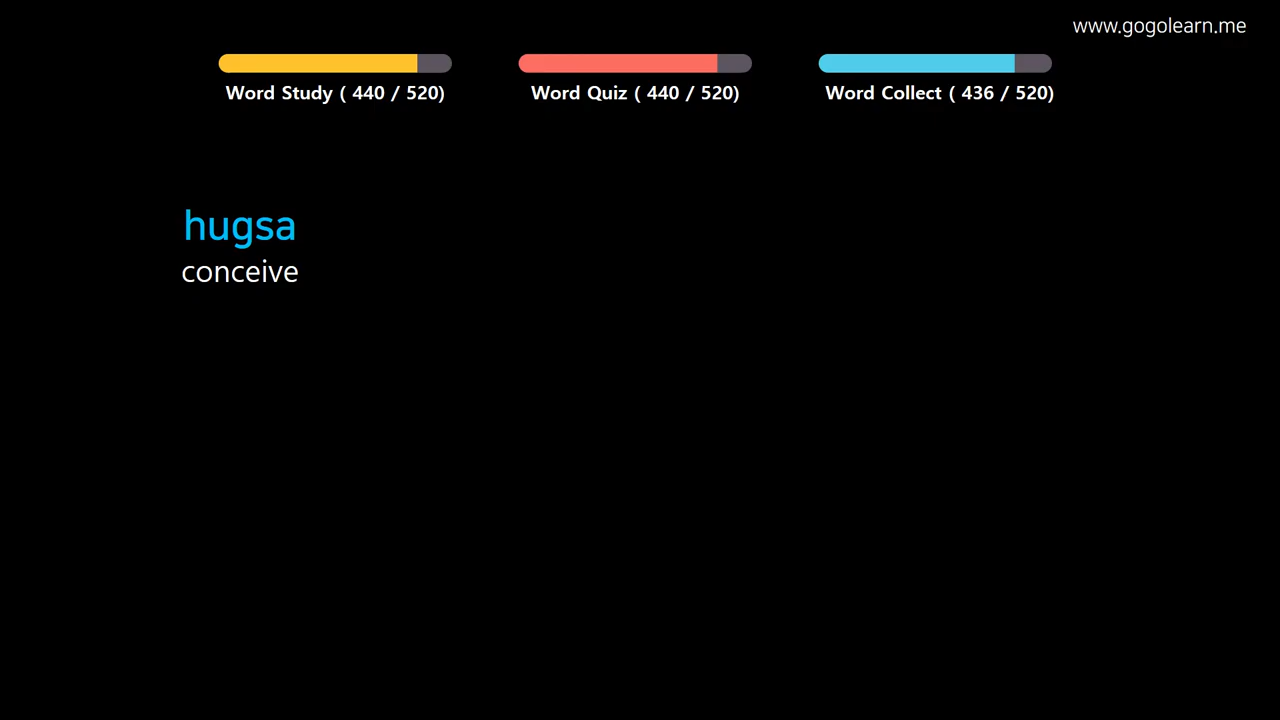 www.gogolearn.me
Word Study ( 440 / 520)
Word Quiz ( 440 / 520)
Word Collect ( 436 / 520)
hugsa
conceive